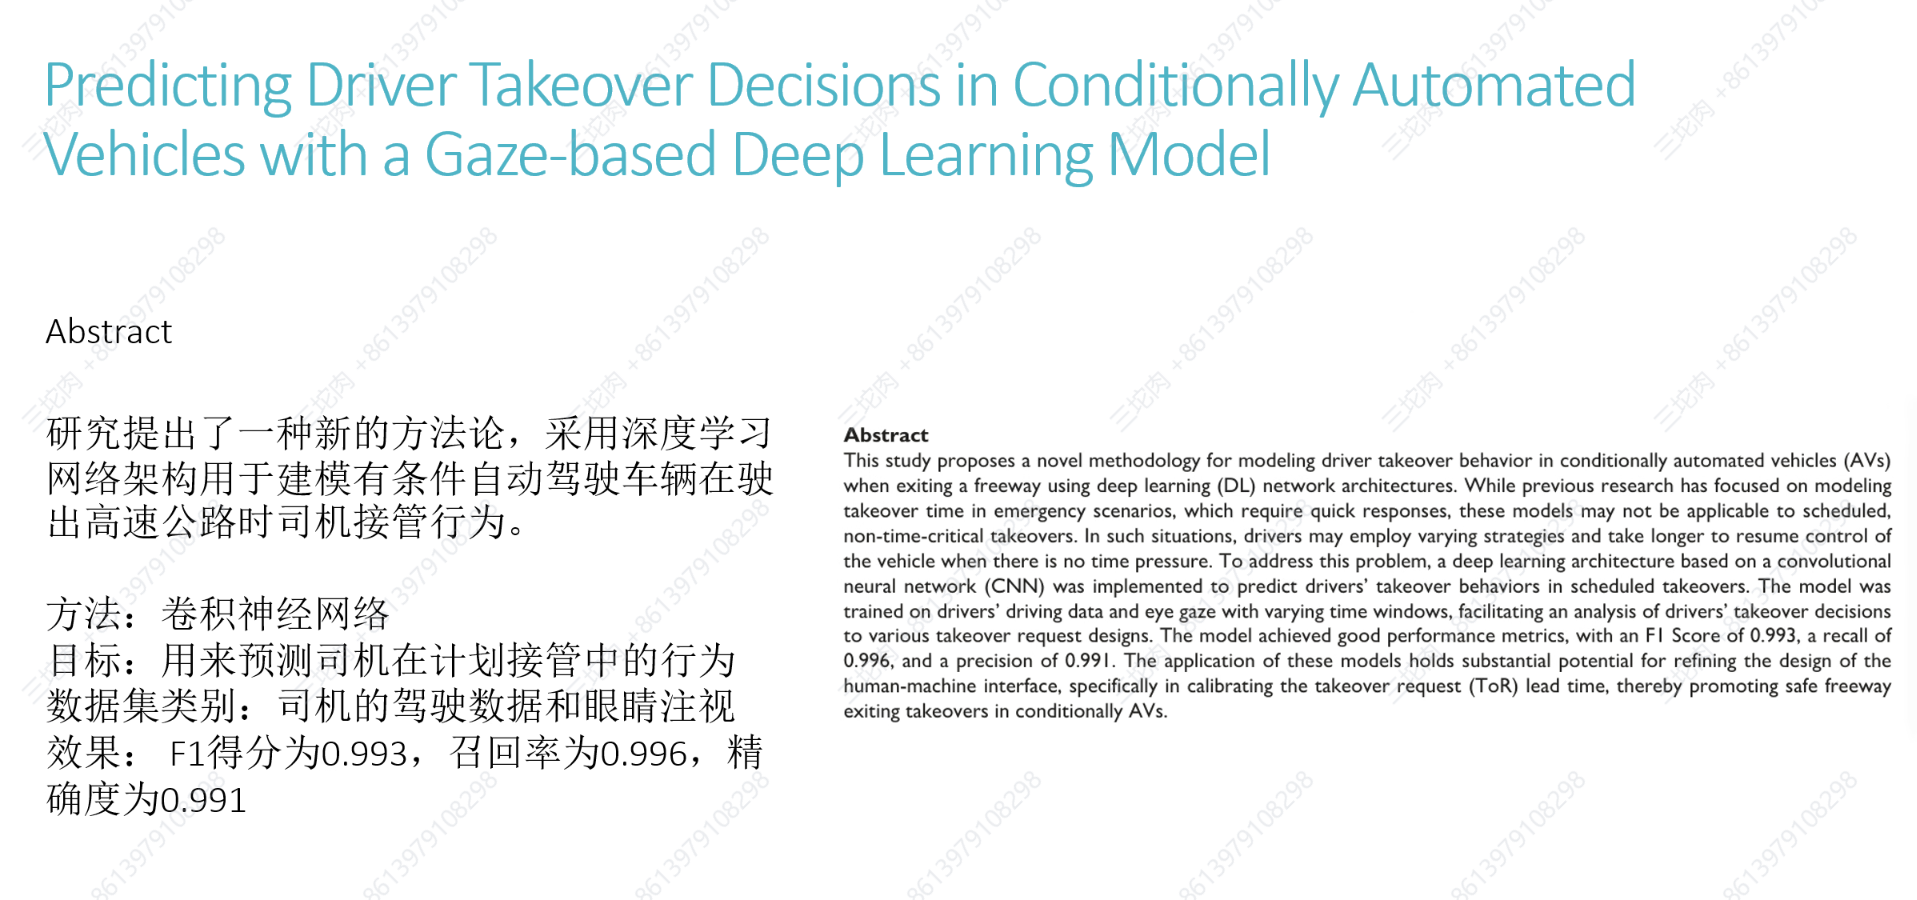 Predicting Driver Takeover Decisions in Conditionally Automated
Vehicles with a Gaze-based Deep Learning Model
Abstract
研究提出了一种新的方法论，采用深度学习
网络架构用于建模有条件自动驾驶车辆在驶
出高速公路时司机接管行为。
方法：卷积神经网络
目标：用来预测司机在计划接管中的行为
数据集类别：司机的驾驶数据和眼睛注视
效果： F1得分为0.993，召回率为0.996，精
确度为0.991
Abstract
This study proposes a novel methodology for modeling driver takeover behavior in conditionally automated vehicles (AVs)
when exiting a freeway using deep learning (DL) network architectures. While previous research has focused on modeling
takeover time in emergency scenarios, which require quick responses, these models may not be applicable to scheduled,
non-time-critical takeovers. In such situations, drivers may employ varying strategies and take longer to resume control of
the vehicle when there is no time pressure. To address this problem, a deep learning architecture based on a convolutional
neural network (CNN) was implemented to predict drivers’ takeover behaviors in scheduled takeovers. The model was
trained on drivers’ driving data and eye gaze with varying time windows, facilitating an analysis of drivers’ takeover decisions
to various takeover request designs. The model achieved good performance metrics, with an F1 Score of 0.993, a recall of
0.996, and a precision of 0.991. The application of these models holds substantial potential for refining the design of the
human-machine interface, specifically in calibrating the takeover request (ToR) lead time, thereby promoting safe freeway
exiting takeovers in conditionally AVs.
三坨肉 +8613979108298